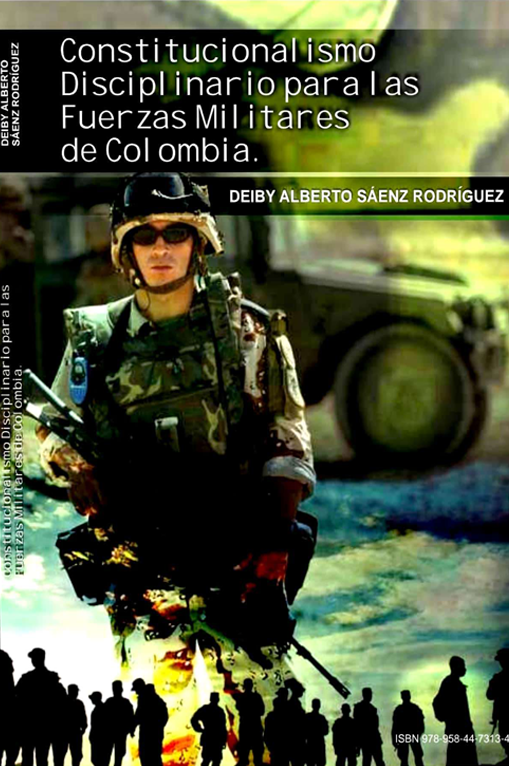 DEIBY ALBERTO
SÁENZ RODRÍGUEZ
Constitucionalismo
Disciplinario para las
Fuerzas Militares
de Colombia.
DEIBY ALBERTO SÁENZ RODRÍGUEZ
Constitucionalismo Disciplinario para las
Fuerzas Militares de Colombia.
ISBN 978-958-44-7313-4